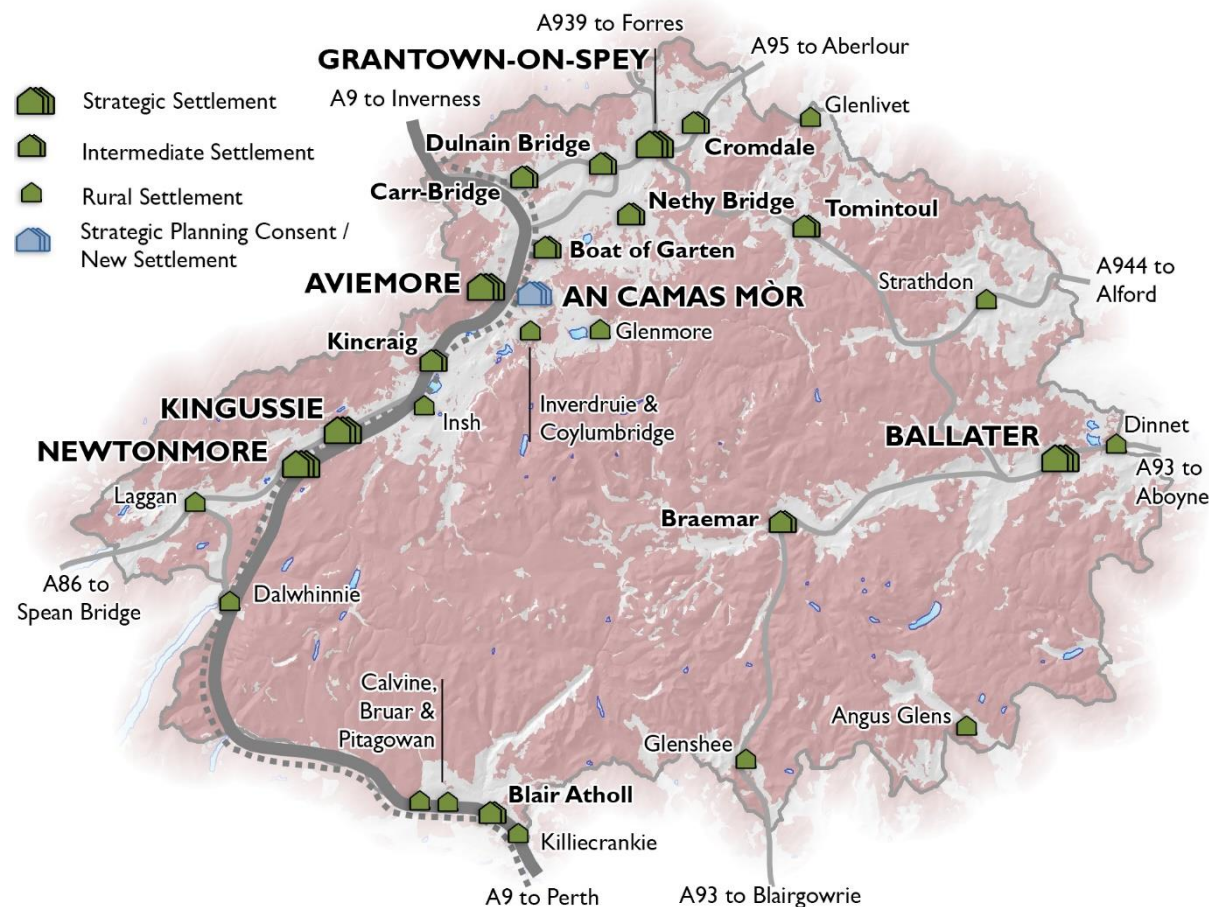 A939 to Forres
A95 to Aberlour
GRANTOWN-ON-SPEY
Strategic Settlement
A9 to Inverness
Glenlivet
Intermediate Settlement
Dulnain Bridge
Cromdale
Rural Settlement
Carr-Bridge
Nethy Bridge
Tomintoul
Strategic Planning Consent /
New Settlement
Boat of Garten
A944 to
Alford
AVIEMORE
AN CAMAS MÒR
Strathdon
Kincraig
Glenmore
KINGUSSIE
Insh
Inverdruie &
Coylumbridge
NEWTONMORE
BALLATER
Dinnet
A93 to
Aboyne
Laggan
Braemar
A86 to
Spean Bridge
Dalwhinnie
Calvine,
Bruar &
Pitagowan
Angus Glens
Glenshee
Blair Atholl
Killiecrankie
A9 to Perth
A93 to Blairgowrie